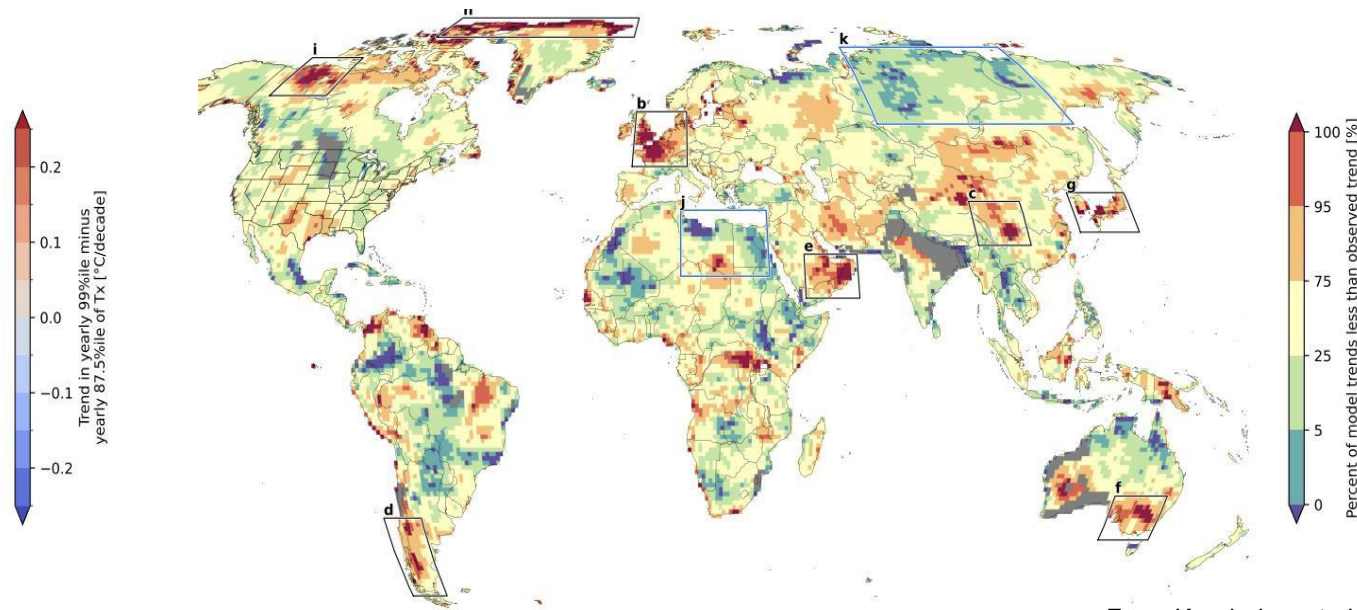 i
k
b
g
c
j
e
f
d
0.2
0.1
0.0
−0.1
−0.2
Trend in yearly 99%ile minus
yearly 87.5%ile of Tx [°C/decade]
100
95
75
25
5
0
Percent of model trends less than observed trend [%]